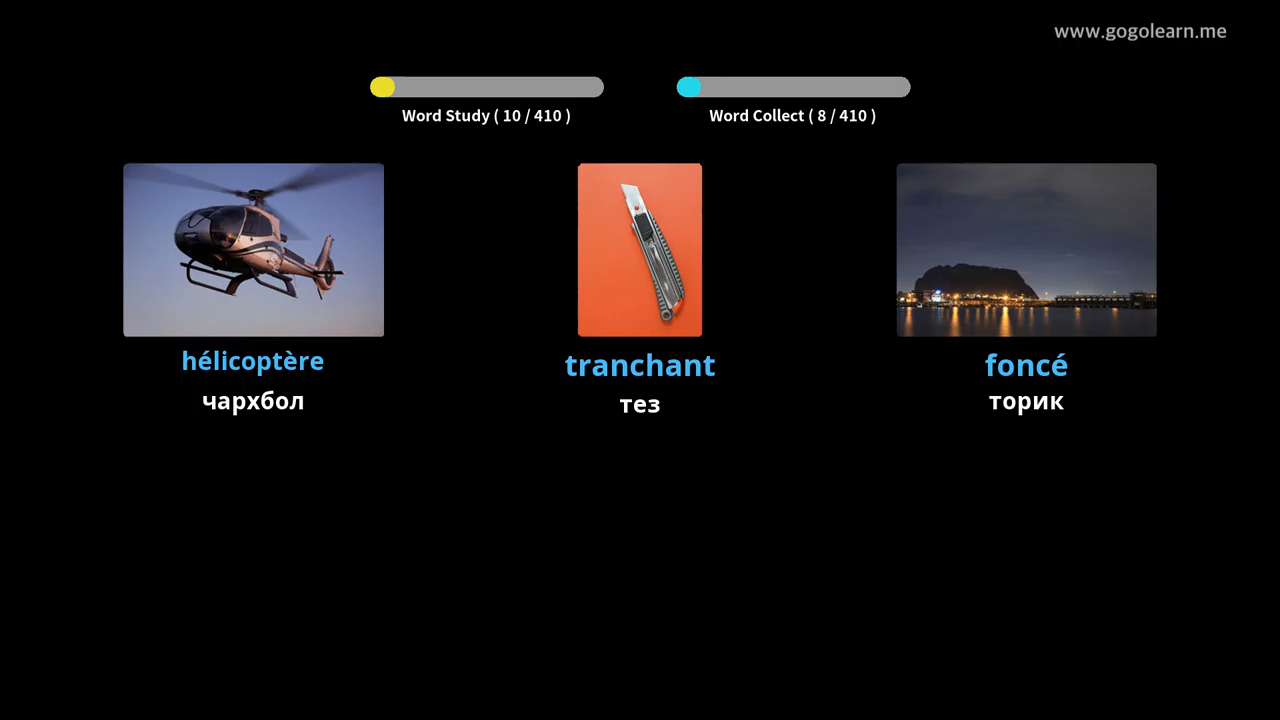 www.gogolearn.me
Word Study ( 10 / 410 )
Word Collect ( 8 / 410 )
hélicoptère
чархбол
tranchant
тез
foncé
торик